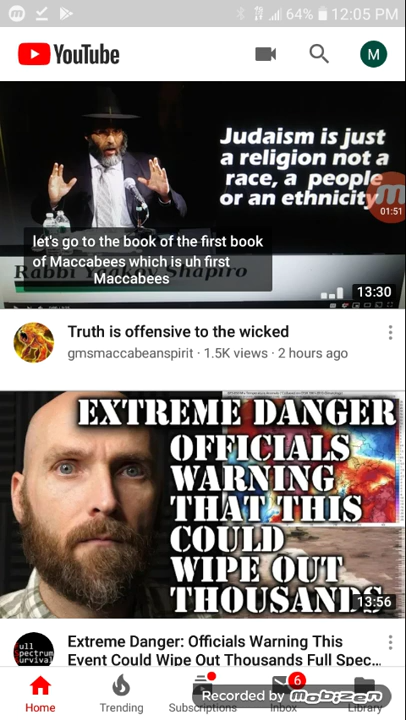 64% 12:05 PM
YouTube
M
Judaism is just
a religion not a
race, a people
or an ethnicity
01:51
let's go to the book of the first book
of Maccabees which is uh first
Maccabees
Rabbi Yaakov Shapiro
13:30
Truth is offensive to the wicked
gmsmaccabeanspirit · 1.5K views · 2 hours ago
EXTREME DANGER
OFFICIALS
WARNING
THAT THIS
COULD
WIPE OUT
THOUSANDS
13:56
Extreme Danger: Officials Warning This
Event Could Wipe Out Thousands Full Spec...
6
Recorded by mobizen
Home
Trending
Subscriptions
Inbox
Library